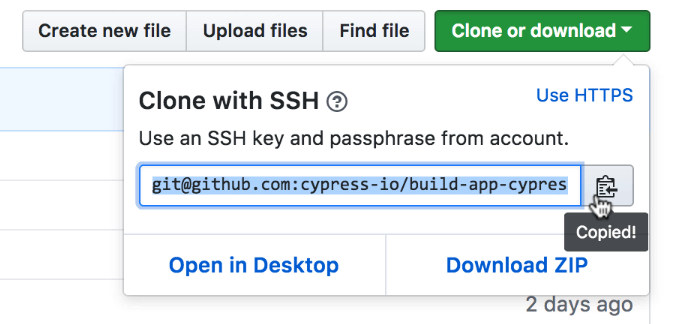 Create new file
Upload files
Find file
Clone or download
Clone with SSH
Use HTTPS
Use an SSH key and passphrase from account.
git@github.com:cypress-io/build-app-cypres
Copied!
Open in Desktop
Download ZIP
2 days ago